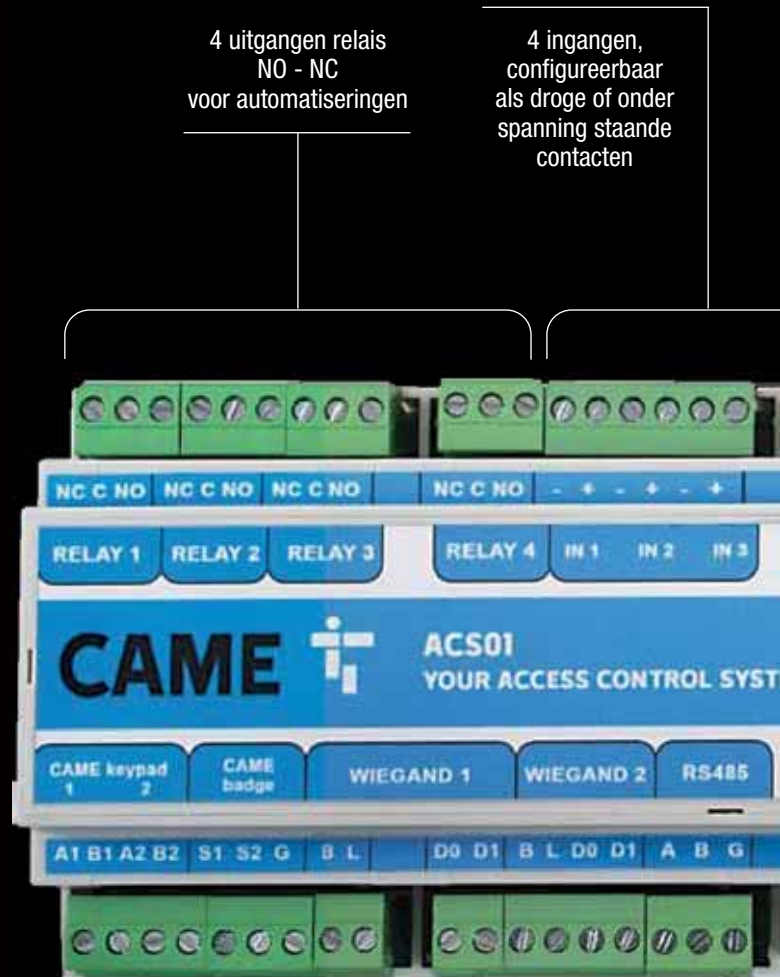 4 uitgangen relais
NO - NC
voor automatiseringen
4 ingangen,
configureerbaar
als droge of onder
spanning staande
contacten
NC C NO NC C NO NC C NO NC C NO - + - + - +
RELAY 1 RELAY 2 RELAY 3 RELAY 4 IN 1 IN 2 IN 3
CAME
ACS01
YOUR ACCESS CONTROL SYST
CAME keypad
1 2
CAME
badge
WIEGAND 1 WIEGAND 2 RS485
A1 B1 A2 B2 S1 S2 G B L D0 D1 B L D0 D1 A B G